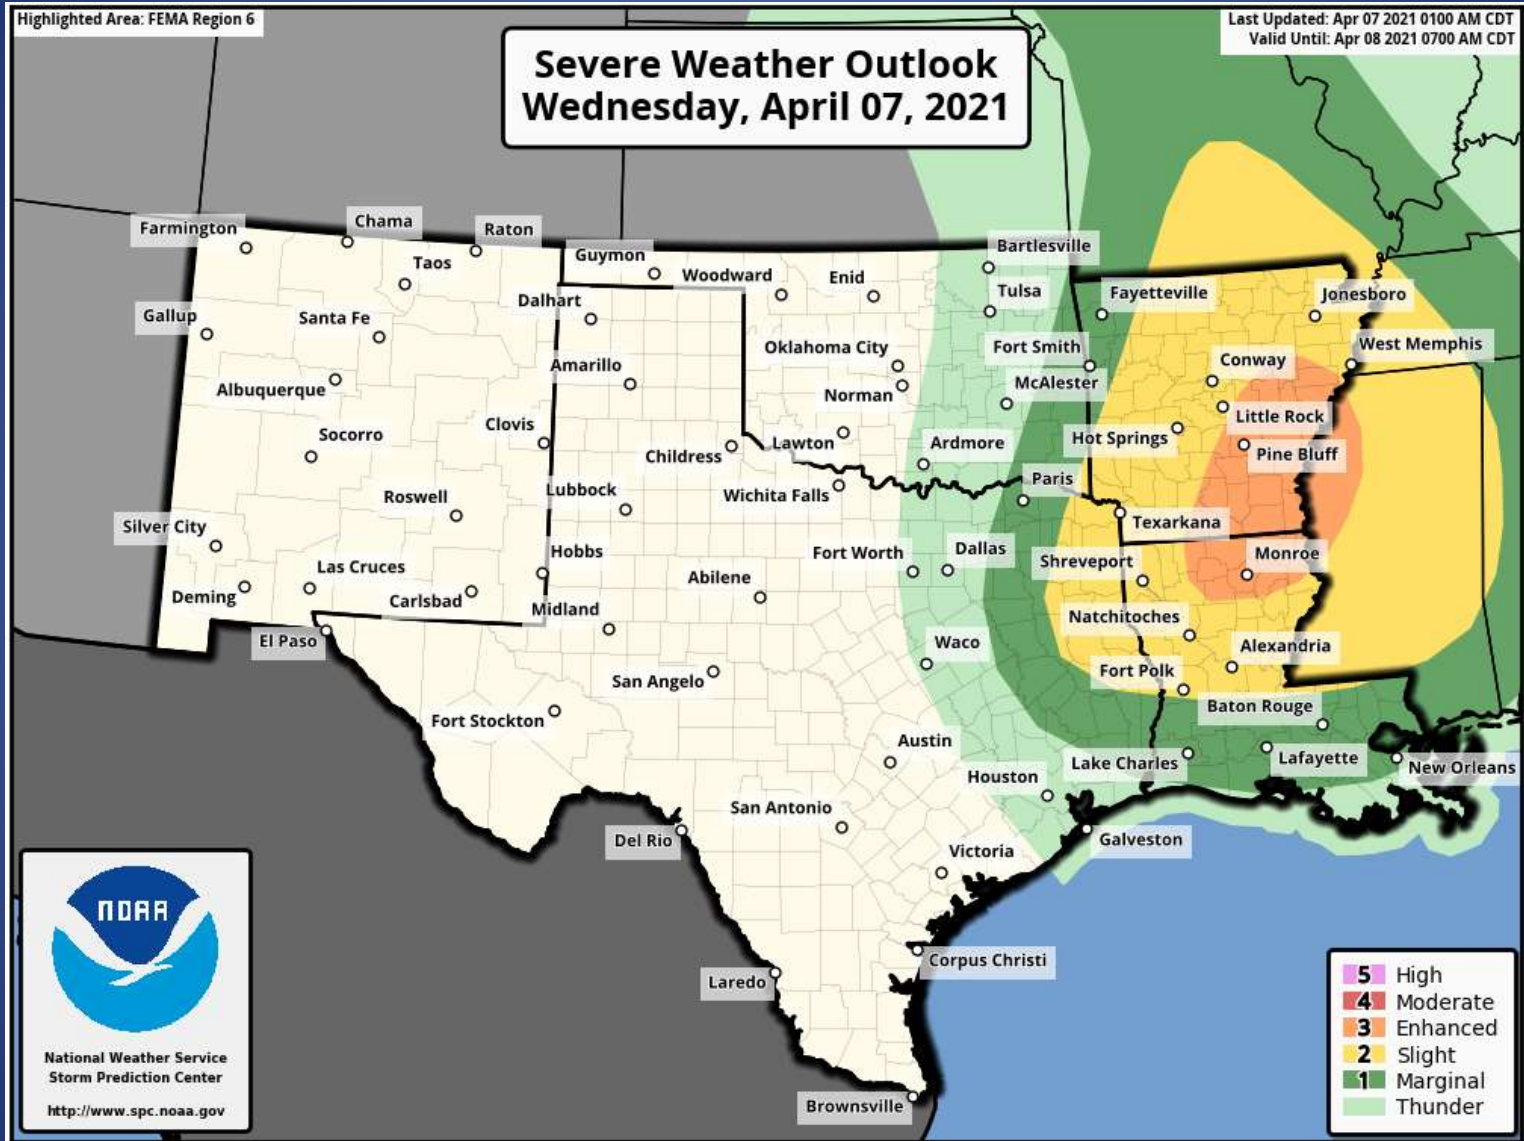 Highlighted Area: FEMA Region 6
Last Updated: Apr 07 2021 0100 AM CDT
Valid Until: Apr 08 2021 0700 AM CDT
Severe Weather Outlook
Wednesday, April 07, 2021
Farmington
Chama
Raton
Taos
Guymon
Woodward
Enid
Bartlesville
Tulsa
Fayetteville
Jonesboro
Gallup
Santa Fe
Dalhart
Oklahoma City
Fort Smith
Conway
West Memphis
Albuquerque
Amarillo
Norman
McAlester
Little Rock
Socorro
Clovis
Childress
Lawton
Ardmore
Hot Springs
Pine Bluff
Roswell
Lubbock
Wichita Falls
Paris
Texarkana
Silver City
Hobbs
Fort Worth
Dallas
Shreveport
Monroe
Las Cruces
Deming
Carlsbad
Midland
Abilene
Natchitoches
El Paso
Waco
Alexandria
San Angelo
Fort Polk
Fort Stockton
Baton Rouge
Austin
Houston
Lake Charles
Lafayette
New Orleans
San Antonio
Del Rio
Victoria
Galveston
Corpus Christi
Laredo
Brownsville
NOAA
National Weather Service
Storm Prediction Center
http://www.spc.noaa.gov
5 High
4 Moderate
3 Enhanced
2 Slight
1 Marginal
Thunder